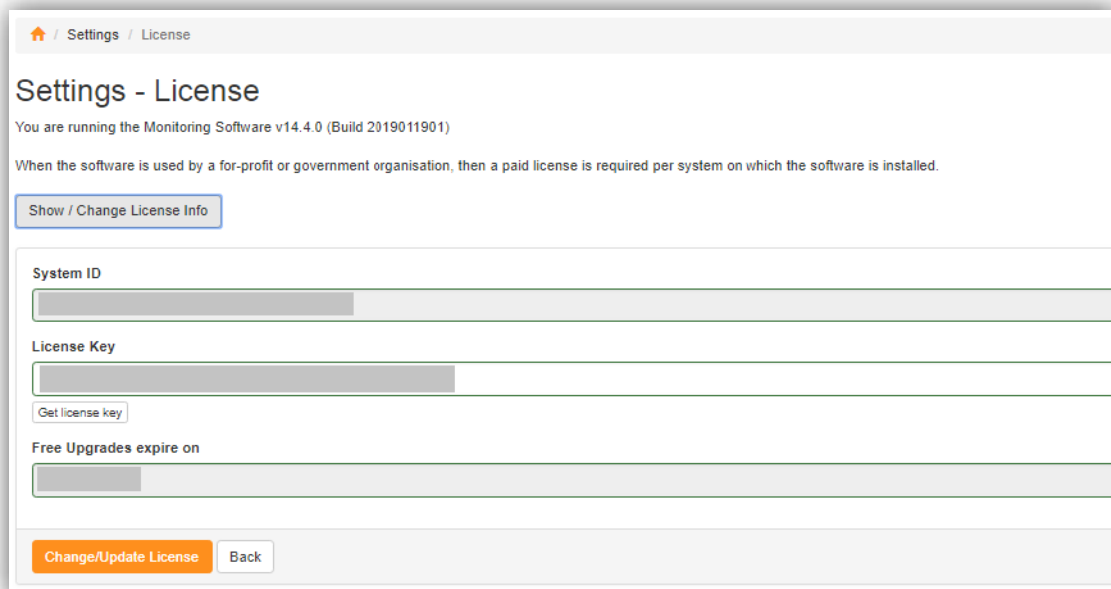 / Settings / License
Settings - License
You are running the Monitoring Software v14.4.0 (Build 2019011901)
When the software is used by a for-profit or government organisation, then a paid license is required per system on which the software is installed.
Show / Change License Info
System ID
License Key
Get license key
Free Upgrades expire on
Change/Update License Back